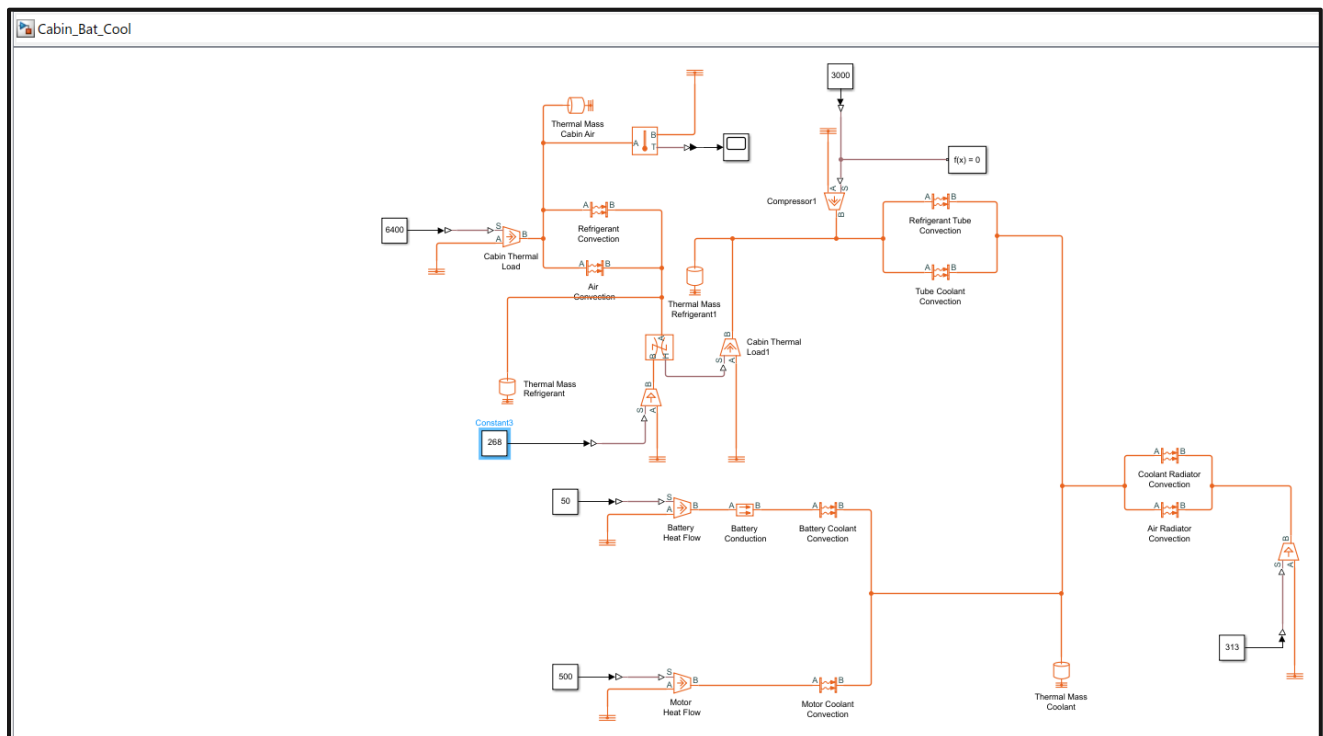 Cabin_Bat_Cool
3000
Thermal Mass
Cabin Air
A
B
T
f(x) = 0
Compressor1
A
S
B
A
B
Refrigerant Tube
Convection
A
B
Tube Coolant
Convection
6400
S
A
B
Cabin Thermal
Load
A
B
Refrigerant
Convection
A
B
Air
Convection
Thermal Mass
Refrigerant1
A
B
H
B
S
A
Cabin Thermal
Load1
Thermal Mass
Refrigerant
B
S
A
Constant3
268
A
B
Coolant Radiator
Convection
A
B
Air Radiator
Convection
50
S
A
B
Battery
Heat Flow
A
B
Battery
Conduction
A
B
Battery Coolant
Convection
B
S
A
313
500
S
A
B
Motor
Heat Flow
A
B
Motor Coolant
Convection
Thermal Mass
Coolant